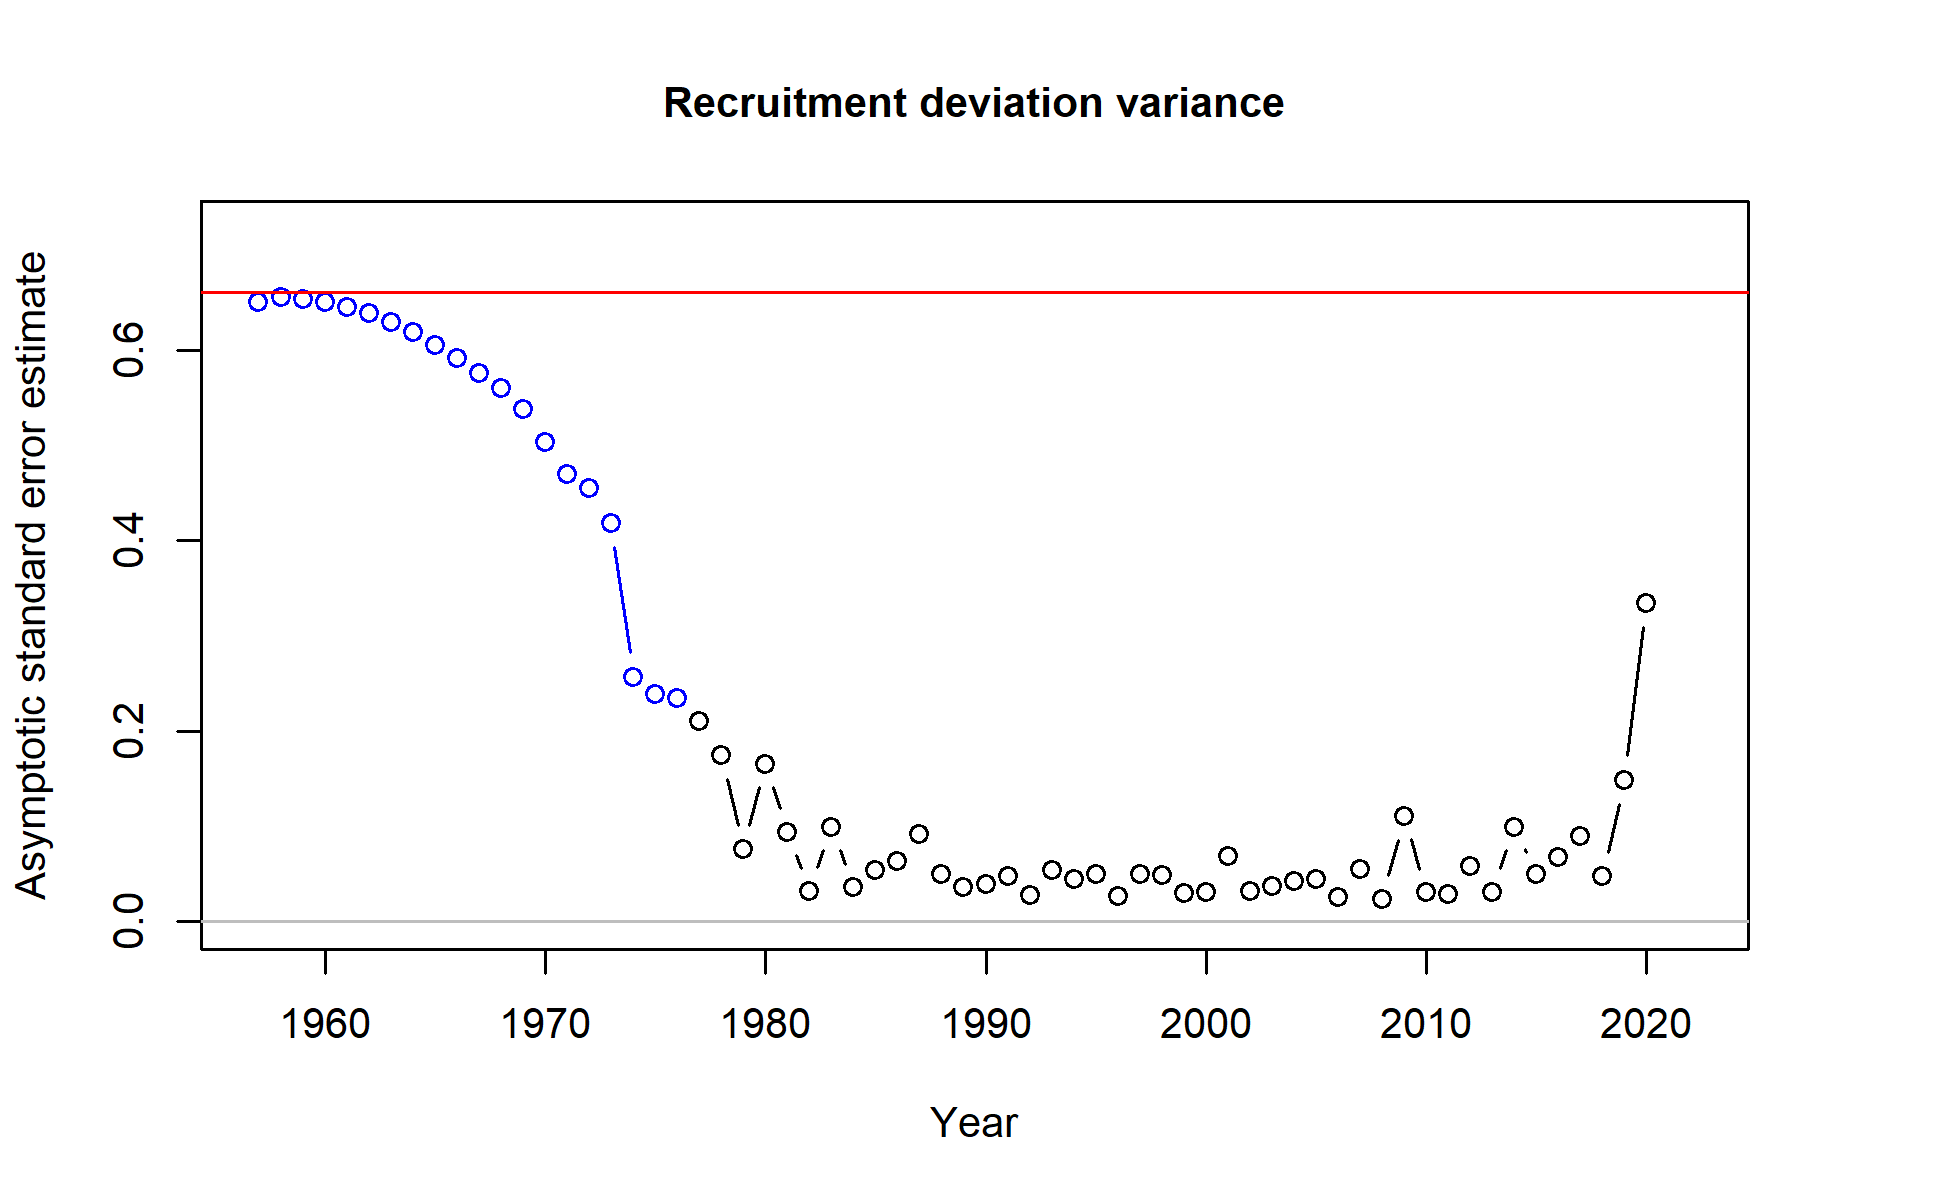 Recruitment deviation variance
Asymptotic standard error estimate
0.6
0.4
0.2
0.0
1960 1970 1980 1990 2000 2010 2020
Year